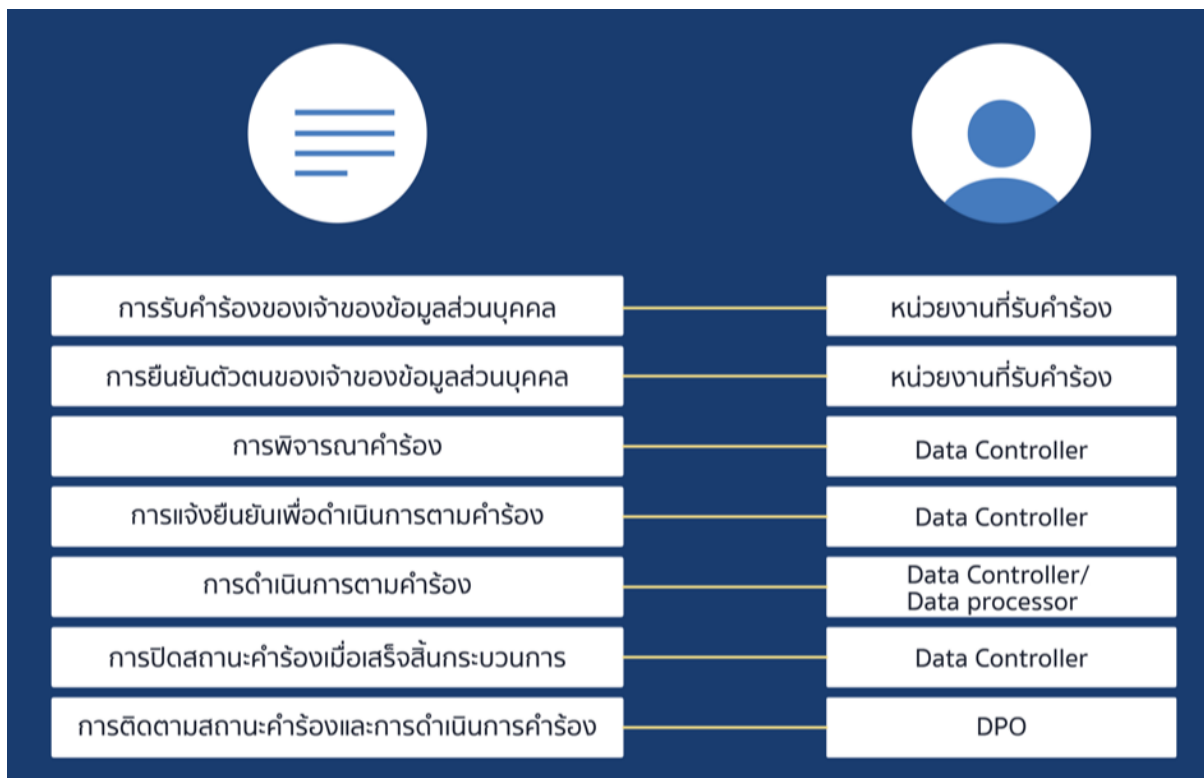 การรับคำร้องของเจ้าของข้อมูลส่วนบุคคล
หน่วยงานที่รับคำร้อง
การยืนยันตัวตนของเจ้าของข้อมูลส่วนบุคคล
หน่วยงานที่รับคำร้อง
การพิจารณาคำร้อง
Data Controller
การแจ้งยืนยันเพื่อดำเนินการตามคำร้อง
Data Controller
การดำเนินการตามคำร้อง
Data Controller/
Data processor
การปิดสถานะคำร้องเมื่อเสร็จสิ้นกระบวนการ
Data Controller
การติดตามสถานะคำร้องและการดำเนินการคำร้อง
DPO